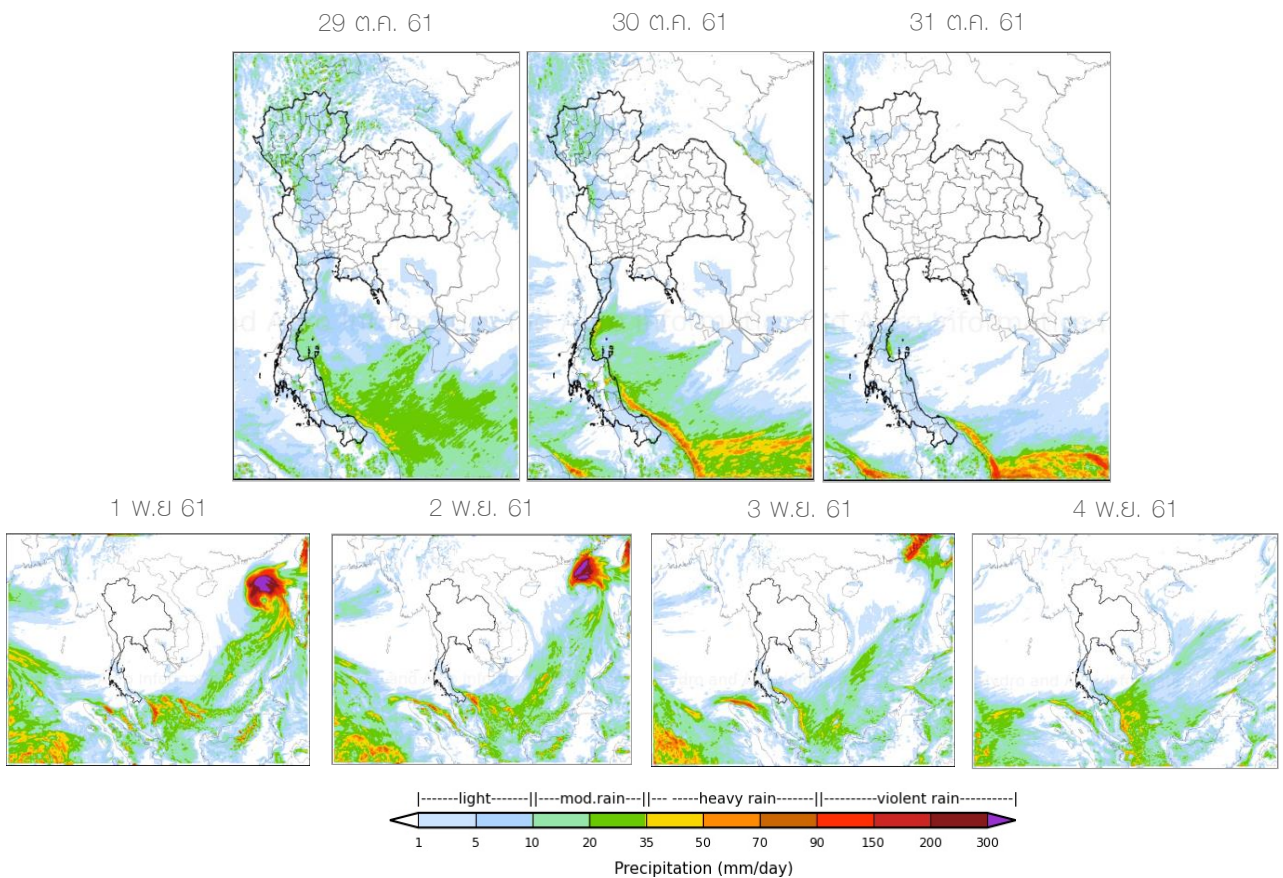 29 ต.ค. 61
30 ต.ค. 61
31 ต.ค. 61
1 พ.ย 61
2 พ.ย. 61
3 พ.ย. 61
4 พ.ย. 61
|-------light-------||----mod.rain---||--- -----heavy rain-------||----------violent rain----------|
1 5 10 20 35 50 70 90 150 200 300
Precipitation (mm/day)